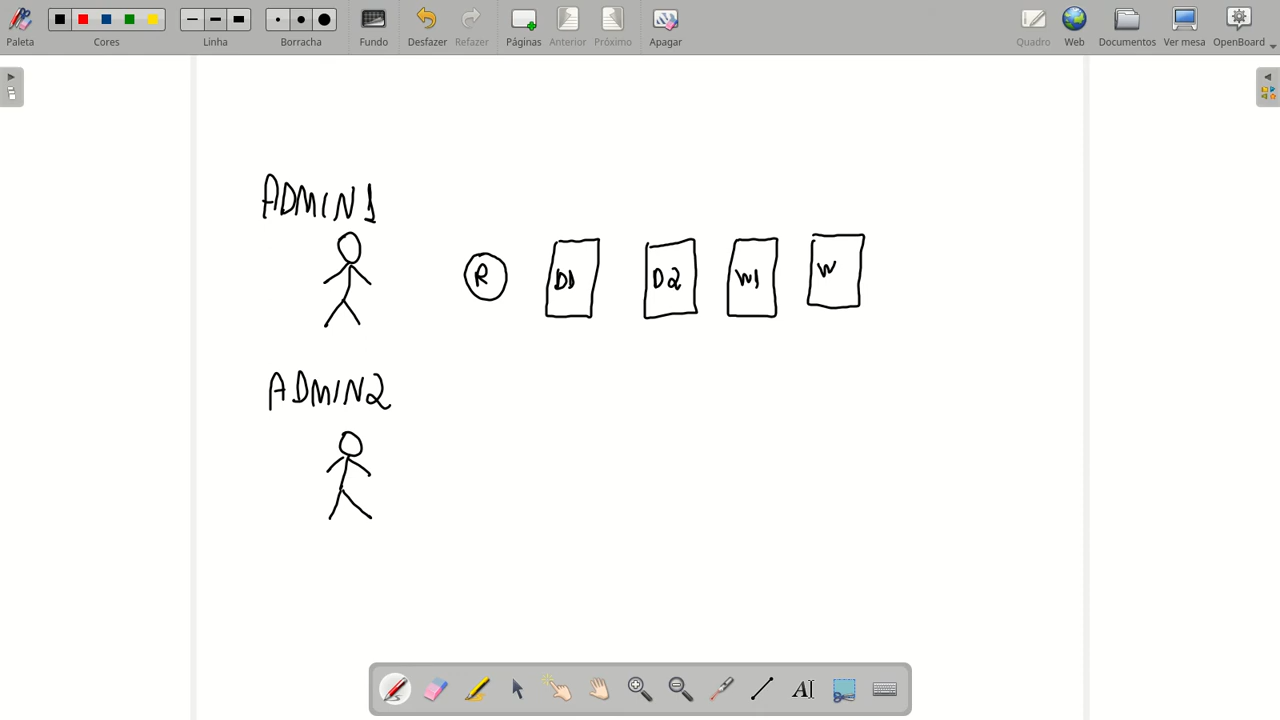 Paleta Cores Linha Borracha Fundo Desfazer Refazer Páginas Anterior Próximo Apagar Quadro Web Documentos Ver mesa OpenBoard
ADMIN1
R D1 D2 W1 W
ADMIN2
AI